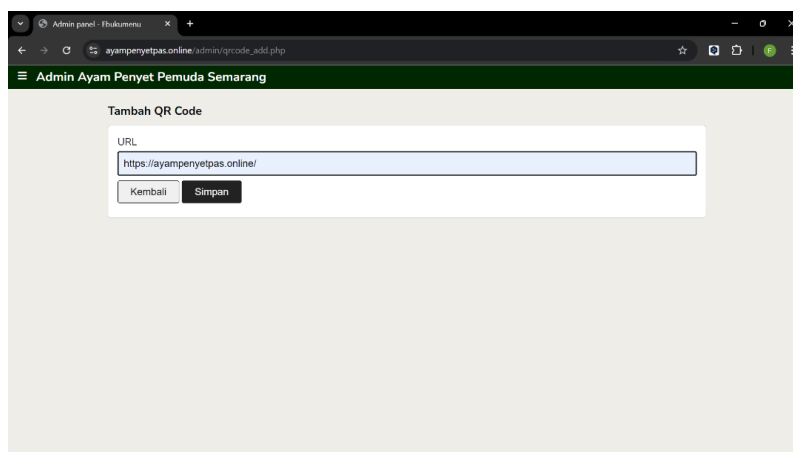 Admin panel - Ebukumenu
ayampenyetpas.online/admin/qrcode_add.php
F
Admin Ayam Penyet Pemuda Semarang
Tambah QR Code
URL
https://ayampenyetpas.online/
Kembali Simpan